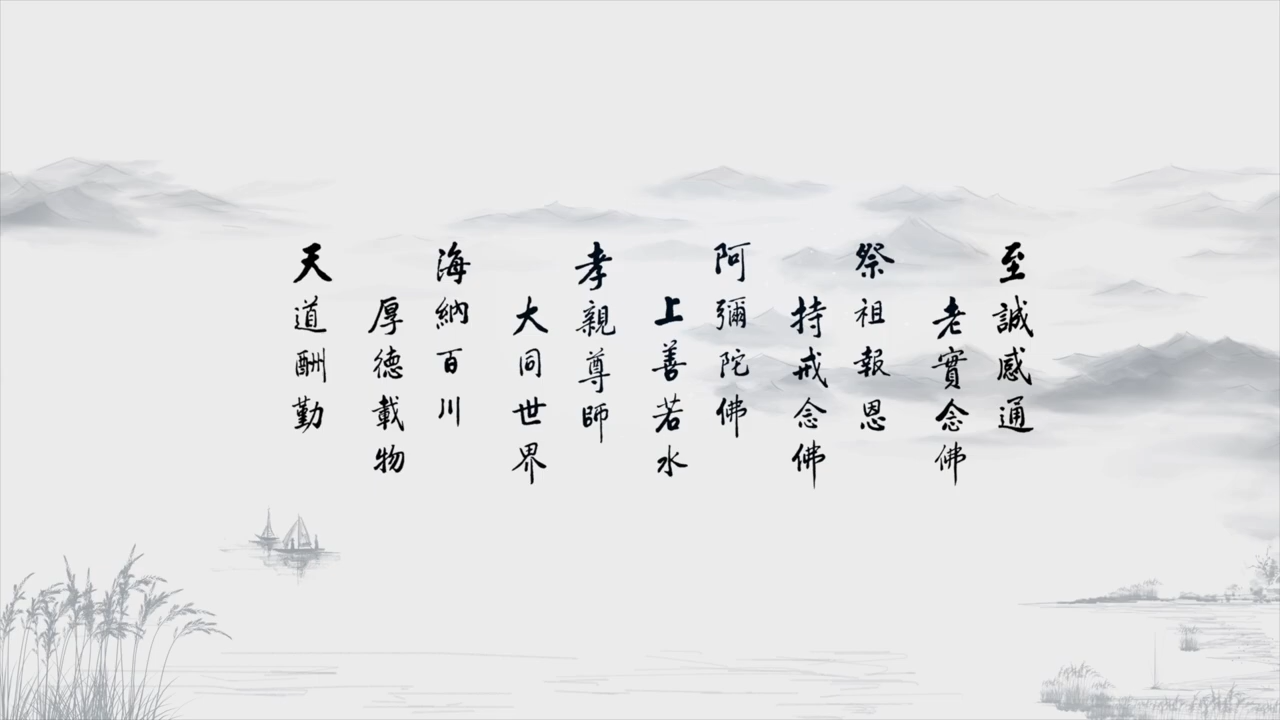 至誠感通
老實念佛
祭祖報恩
持戒念佛
阿彌陀佛
上善若水
孝親尊師
大同世界
海納百川
厚德載物
天道酬勤